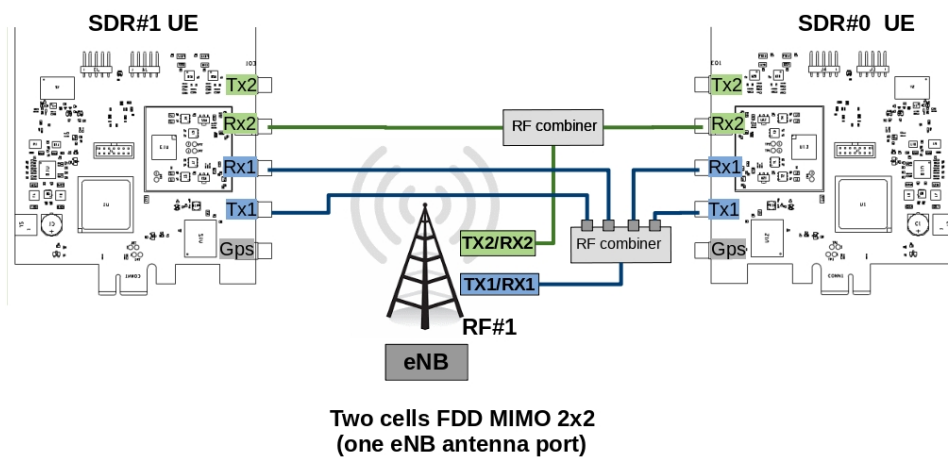 SDR#1 UE
SDR#0 UE
Tx2
Rx2
Rx1
Tx1
Gps
RF combiner
Tx2
Rx2
Rx1
Tx1
Gps
RF combiner
TX2/RX2
TX1/RX1
RF#1
eNB
Two cells FDD MIMO 2x2
(one eNB antenna port)